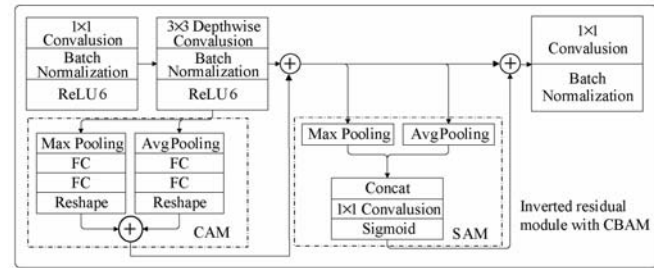 1×1
Convalusion
Batch
Normalization
ReLU6
3×3 Depthwise
Convalusion
Batch
Normalization
ReLU6
1×1
Convalusion
Batch
Normalization
Max Pooling
FC
FC
Reshape
AvgPooling
FC
FC
Reshape
CAM
Max Pooling
AvgPooling
Concat
1×1 Convalusion
Sigmoid
SAM
Inverted residual
module with CBAM